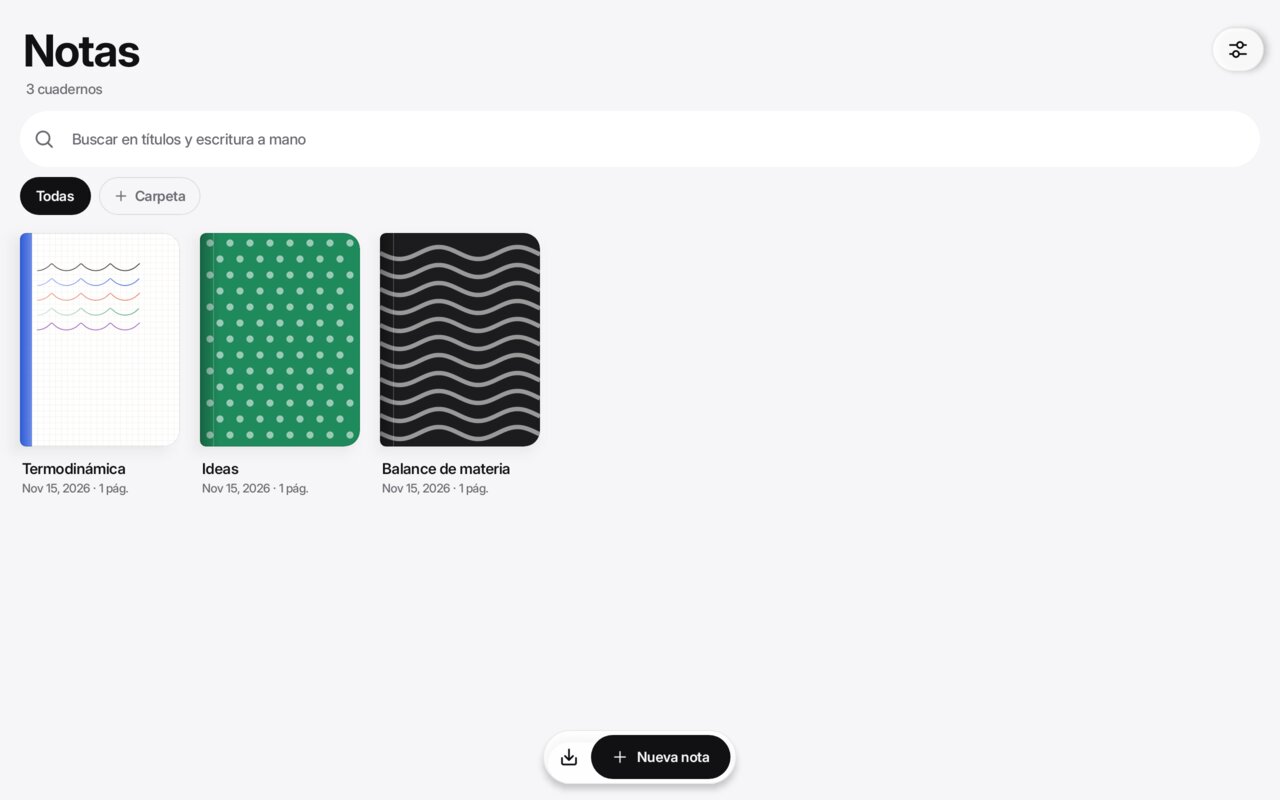 Notas
3 cuadernos
Buscar en títulos y escritura a mano
Todas
Carpeta
Termodinámica
Nov 15, 2026 · 1 pág.
Ideas
Nov 15, 2026 · 1 pág.
Balance de materia
Nov 15, 2026 · 1 pág.
Nueva nota